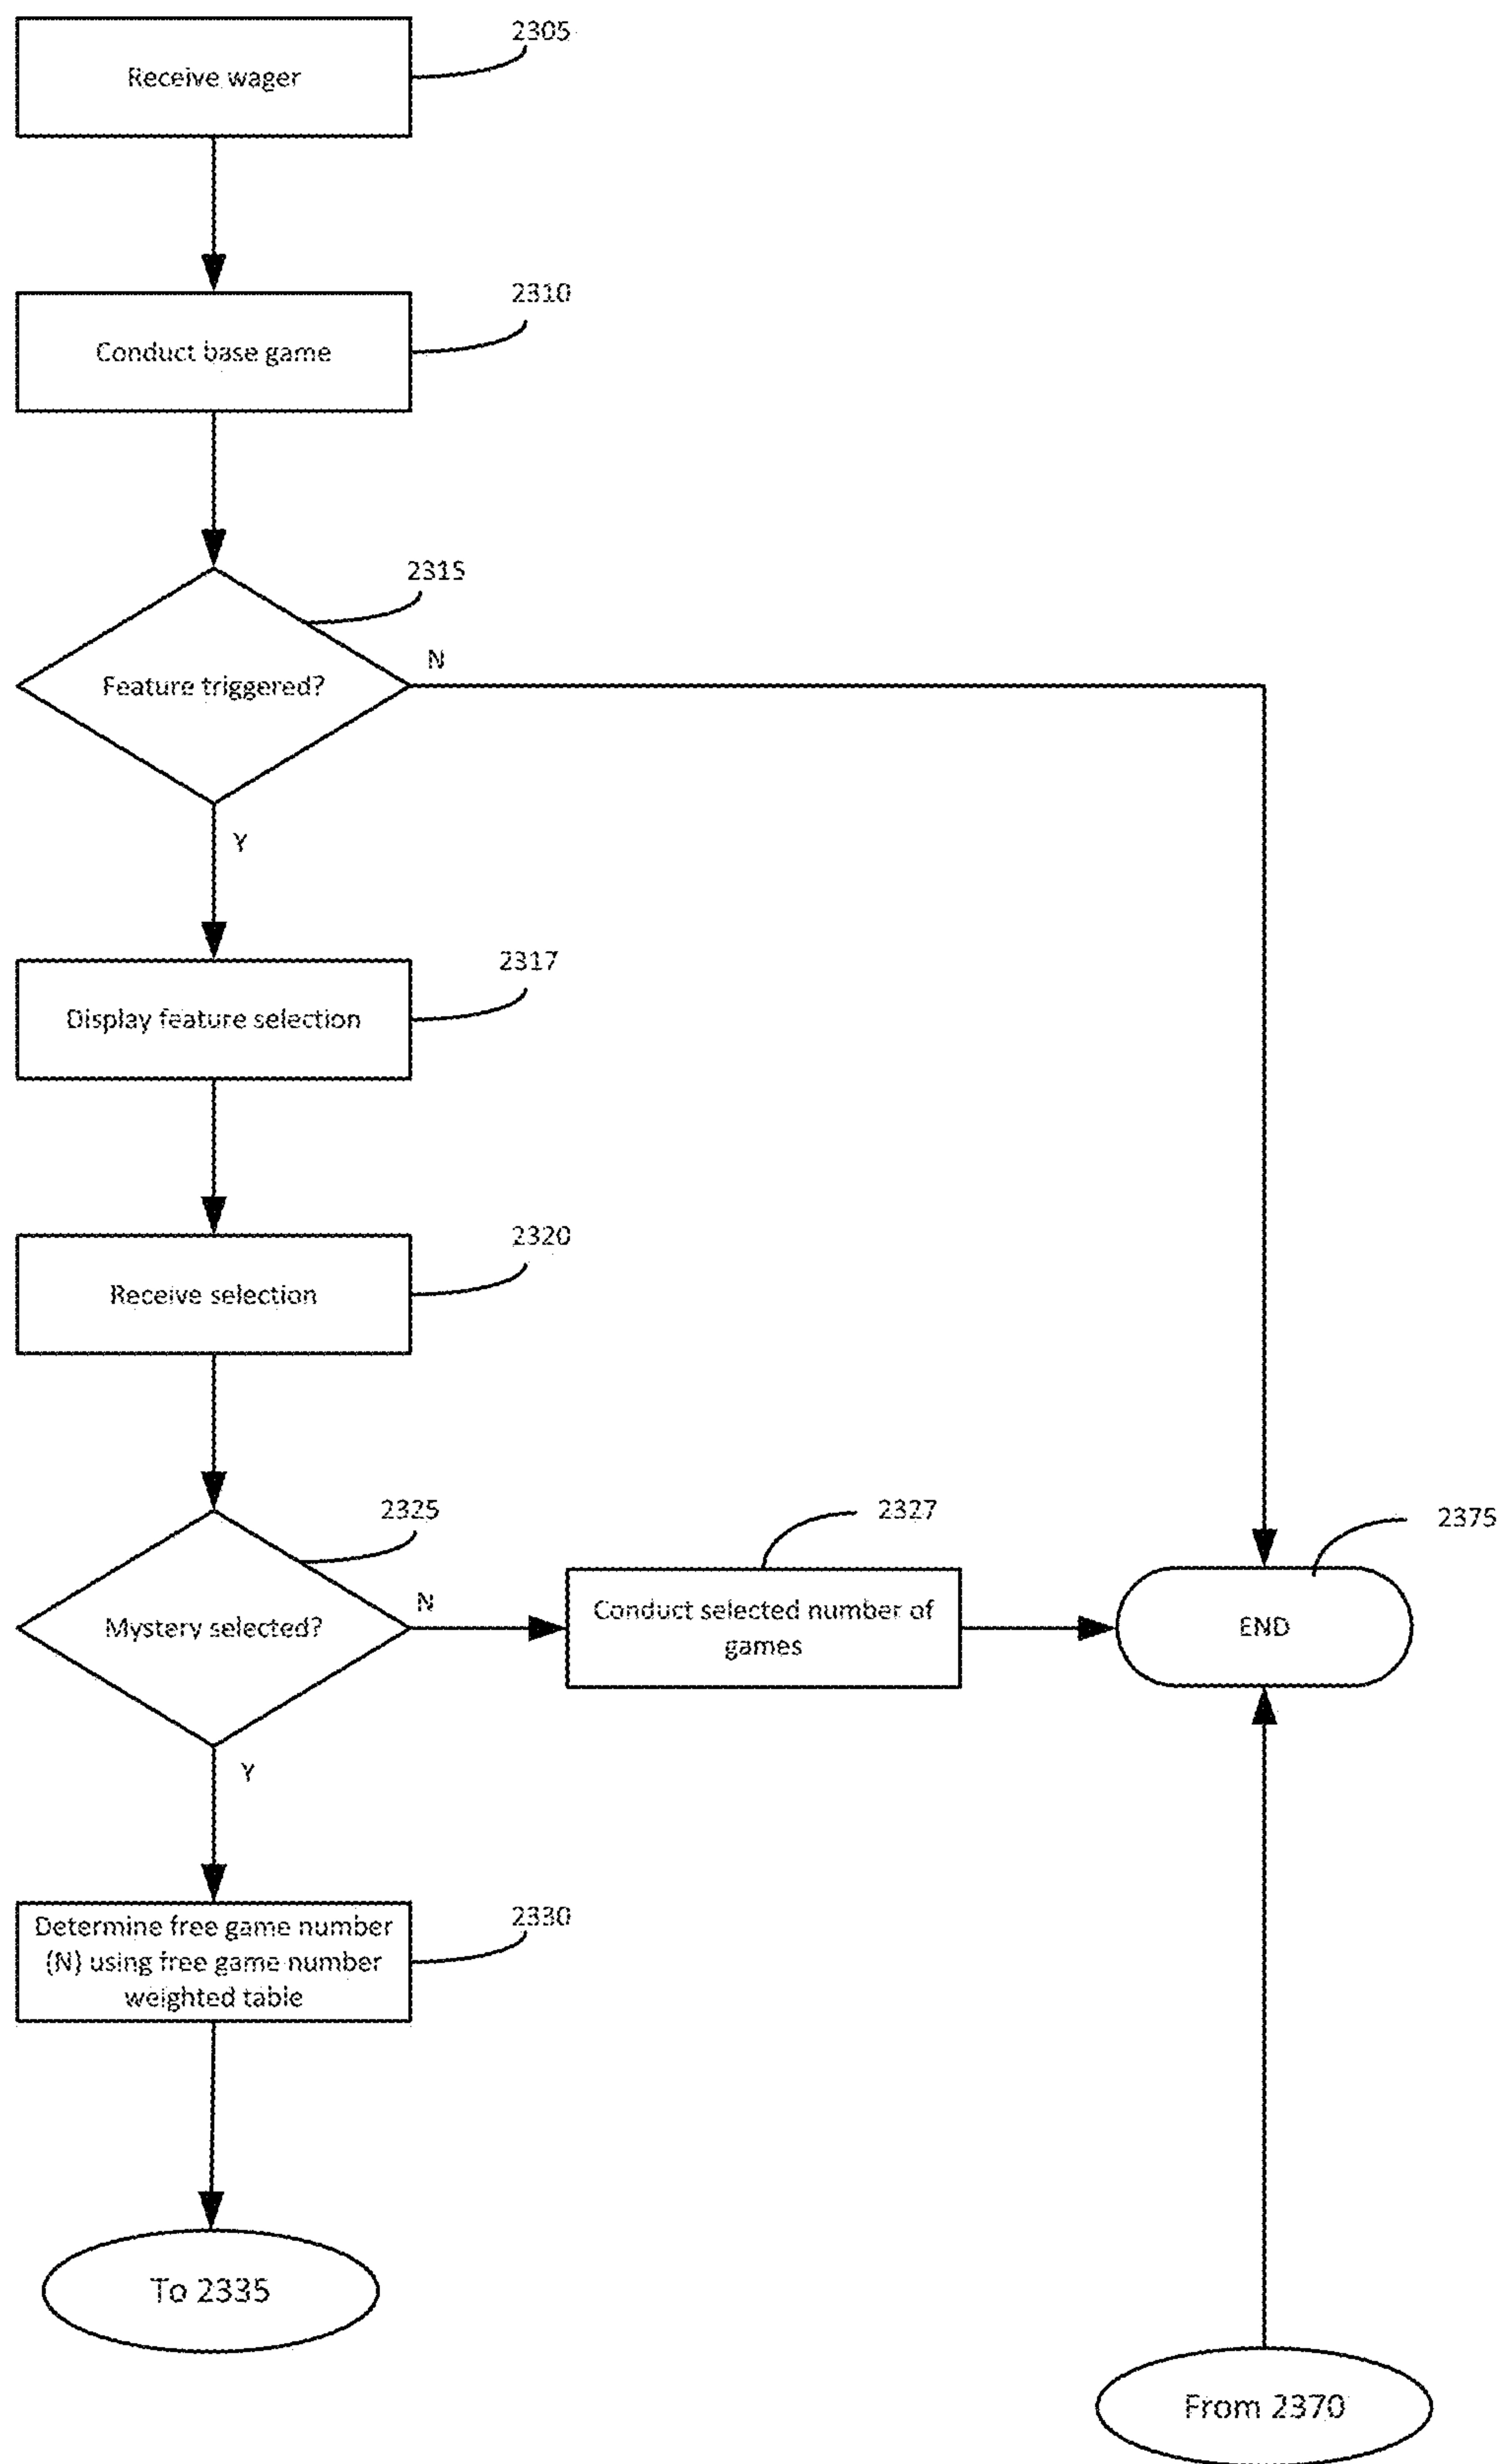 2305
Receive wager
2310
Conduct base game
2315
N
Feature triggered?
Y
2317
Display feature selection
2320
Receive selection
2325
2327
2375
N
Mystery selected?
Conduct selected number of
games
END
Y
2330
Determine free game number
(N) using free game number
weighted table
To 2335
From 2370